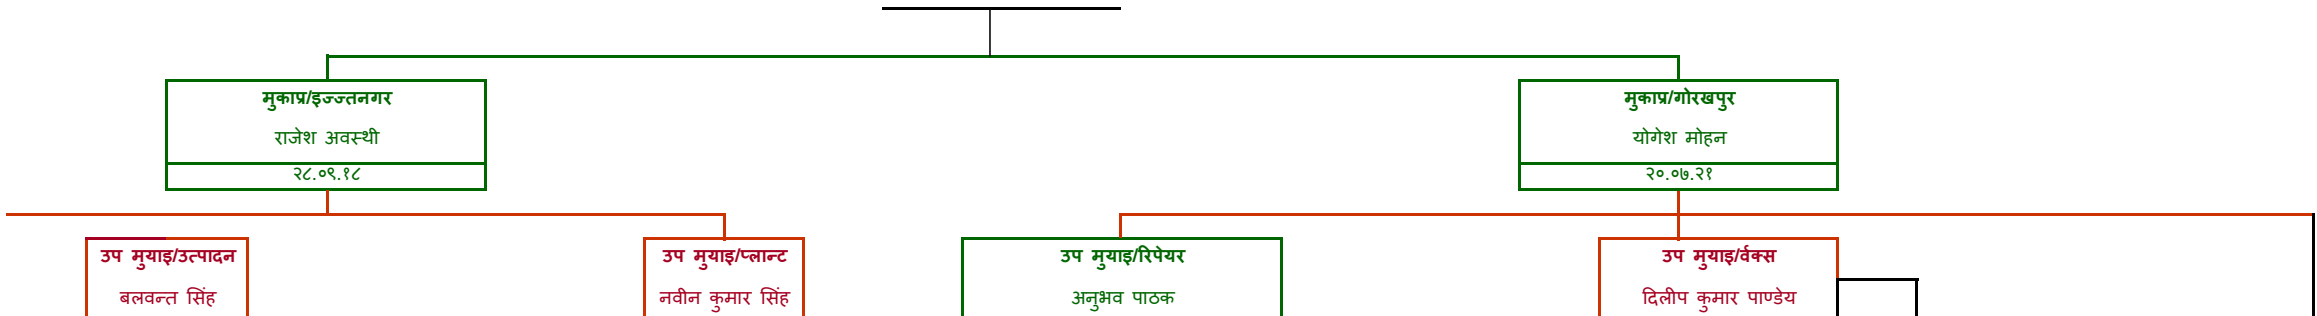 मुकाप्र/इज्ज्तनगर
राजेश अवस्थी
२८.०९.१८
मुकाप्र/गोरखपुर
योगेश मोहन
२०.०७.२१
उप मुयाइ/उत्पादन
बलवन्त सिंह
उप मुयाइ/प्लान्ट
नवीन कुमार सिंह
उप मुयाइ/रिपेयर
अनुभव पाठक
उप मुयाइ/र्वक्स
दिलीप कुमार पाण्डेय